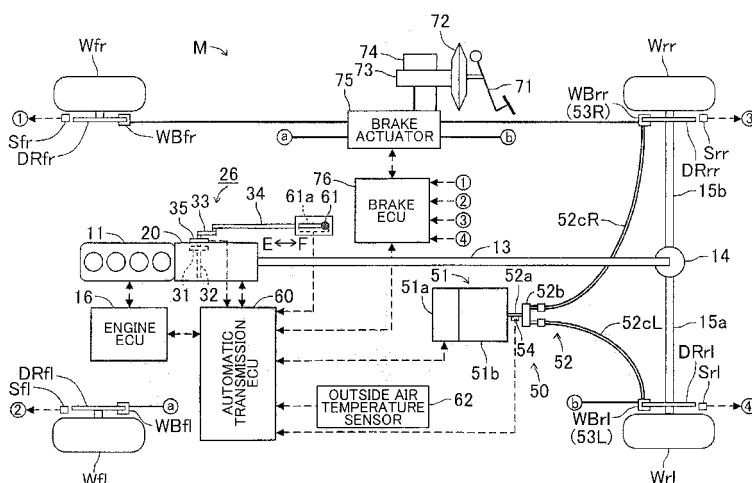 72
Wfr
M
74
73
Wrr
71
75
WBrr
(53R)
①
Sfr
DRfr
WBfr
ⓐ
BRAKE
ACTUATOR
ⓑ
③
Srr
DRrr
26
34
61a
61
76
BRAKE
ECU
①
②
③
④
15b
52cR
33
35
20
11
E
F
13
14
31
32
60
51
52a
51a
52b
16
ENGINE
ECU
AUTOMATIC
TRANSMISSION
ECU
51b
54
52
50
52cL
15a
DRfl
Sfl
②
ⓐ
WBfl
OUTSIDE AIR
TEMPERATURE
SENSOR
62
DRrl
Srl
ⓑ
WBrl
(53L)
④
Wfl
Wrl